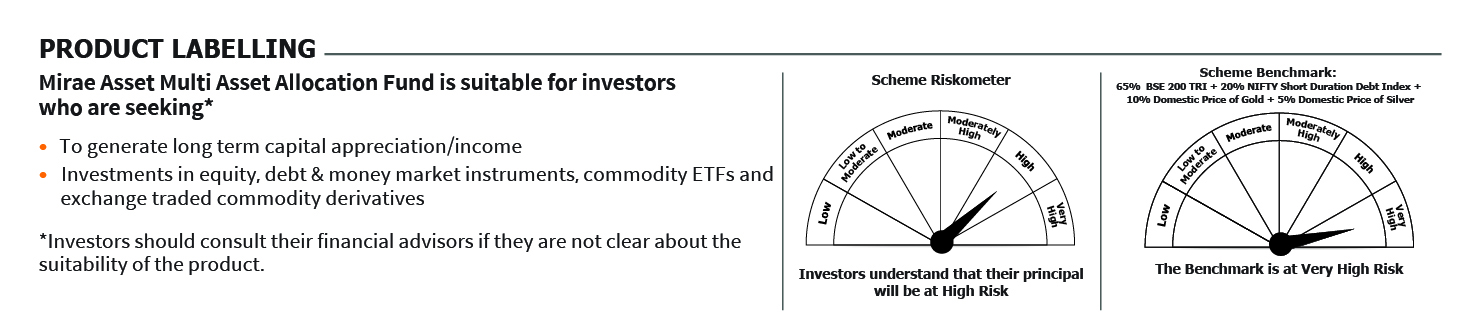 PRODUCT LABELLING
Mirae Asset Multi Asset Allocation Fund is suitable for investors
who are seeking*
• To generate long term capital appreciation/income
• Investments in equity, debt & money market instruments, commodity ETFs and
exchange traded commodity derivatives
*Investors should consult their financial advisors if they are not clear about the
suitability of the product.
Scheme Riskometer
Low
Low to
Moderate
Moderate
Moderately
High
High
Very
High
Investors understand that their principal
will be at High Risk
Scheme Benchmark:
65% BSE 200 TRI + 20% NIFTY Short Duration Debt Index +
10% Domestic Price of Gold + 5% Domestic Price of Silver
Low
Low to
Moderate
Moderate
Moderately
High
High
Very
High
The Benchmark is at Very High Risk